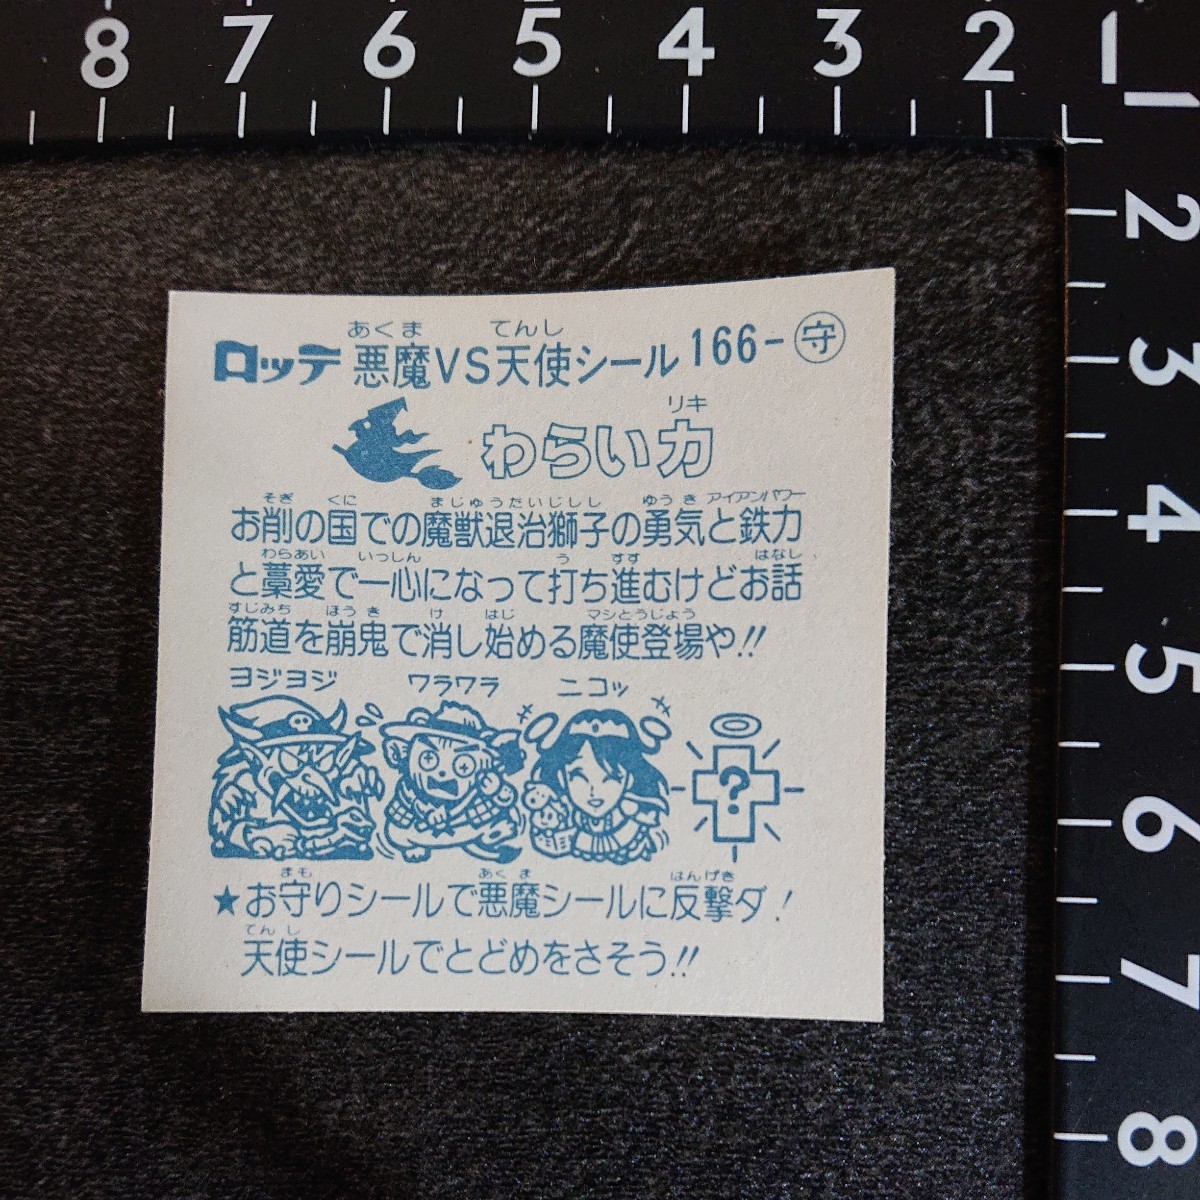 8 7 6 5 4 3 2 1
1
2
3
4
5
6
7
8
あくま てんし
ロッテ 悪魔VS天使シール 166-守
リキ
わらい力
そぎ くに まじゅうたいじしし ゆうき アイアンパワー
お削の国での魔獣退治獅子の勇気と鉄力
わらあい いっしん う すす はなし
と藁愛で一心になって打ち進むけどお話
すじみち ほうき け はじ マシとうじょう
筋道を崩鬼で消し始める魔使登場や!!
ヨジヨジ ワラワラ ニコッ
?
まも あくま はんげき
★お守りシールで悪魔シールに反撃ダ!
てんし
天使シールでとどめをさそう!!